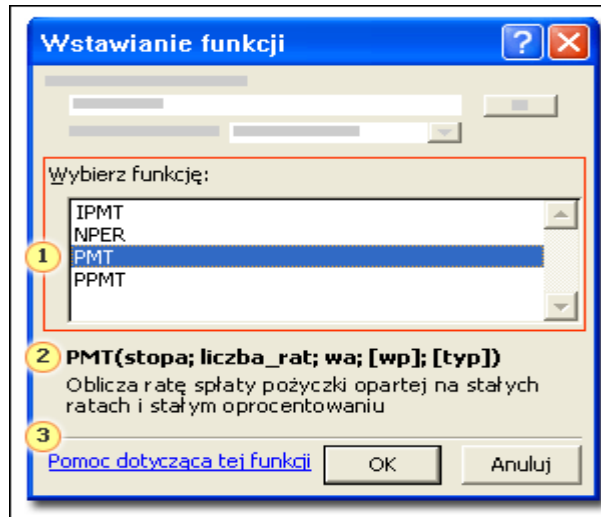 Wstawianie funkcji
Wybierz funkcję:
IPMT
NPER
1 PMT
PPMT
2 PMT(stopa; liczba_rat; wa; [wp]; [typ])
Oblicza ratę spłaty pożyczki opartej na stałych
ratach i stałym oprocentowaniu
3
Pomoc dotycząca tej funkcji OK Anuluj